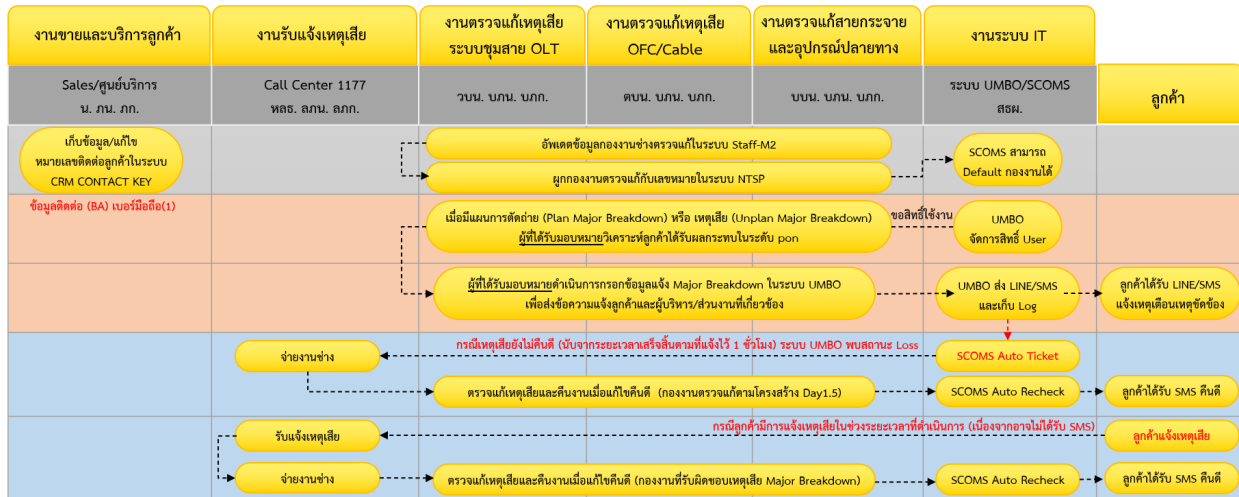 งานขายและบริการลูกค้า
งานรับแจ้งเหตุเสีย
งานตรวจแก้เหตุเสีย
ระบบชุมสาย OLT
งานตรวจแก้เหตุเสีย
OFC/Cable
งานตรวจแก้สายกระจาย
และอุปกรณ์ปลายทาง
งานระบบ IT
Sales/ศูนย์บริการ
น. ภน. ภก.
Call Center 1177
หลธ. ลภน. ลภก.
วบน. บภน. บภก.
ตบน. บภน. บภก.
บบน. บภน. บภก.
ระบบ UMBO/SCOMS
สธผ.
ลูกค้า
เก็บข้อมูล/แก้ไข
หมายเลขติดต่อลูกค้าในระบบ
CRM CONTACT KEY
อัพเดตข้อมูลกองงานช่างตรวจแก้ในระบบ Staff-M2
ผูกกองงานตรวจแก้กับเลขหมายในระบบ NTSP
SCOMS สามารถ
Default กองงานได้
ข้อมูลติดต่อ (BA) เบอร์มือถือ(1)
เมื่อมีแผนการตัดถ่าย (Plan Major Breakdown) หรือ เหตุเสีย (Unplan Major Breakdown)
ผู้ที่ได้รับมอบหมายวิเคราะห์ลูกค้าได้รับผลกระทบในระดับ pon
ขอสิทธิ์ใช้งาน
UMBO
จัดการสิทธิ์ User
ผู้ที่ได้รับมอบหมายดำเนินการกรอกข้อมูลแจ้ง Major Breakdown ในระบบ UMBO
เพื่อส่งข้อความแจ้งลูกค้าและผู้บริหาร/ส่วนงานที่เกี่ยวข้อง
UMBO ส่ง LINE/SMS
และเก็บ Log
ลูกค้าได้รับ LINE/SMS
แจ้งเหตุเตือนเหตุขัดข้อง
จ่ายงานช่าง
กรณีเหตุเสียยังไม่คืนดี (นับจากระยะเวลาเสร็จสิ้นตามที่แจ้งไว้ 1 ชั่วโมง) ระบบ UMBO พบสถานะ Loss
SCOMS Auto Ticket
ตรวจแก้เหตุเสียและคืนงานเมื่อแก้ไขคืนดี (กองงานตรวจแก้ตามโครงสร้าง Day1.5)
SCOMS Auto Recheck
ลูกค้าได้รับ SMS คืนดี
กรณีลูกค้ามีการแจ้งเหตุเสียในช่วงระยะเวลาที่ดำเนินการ (เนื่องจากอาจไม่ได้รับ SMS)
รับแจ้งเหตุเสีย
ลูกค้าแจ้งเหตุเสีย
จ่ายงานช่าง
ตรวจแก้เหตุเสียและคืนงานเมื่อแก้ไขคืนดี (กองงานที่รับผิดชอบเหตุเสีย Major Breakdown)
SCOMS Auto Recheck
ลูกค้าได้รับ SMS คืนดี